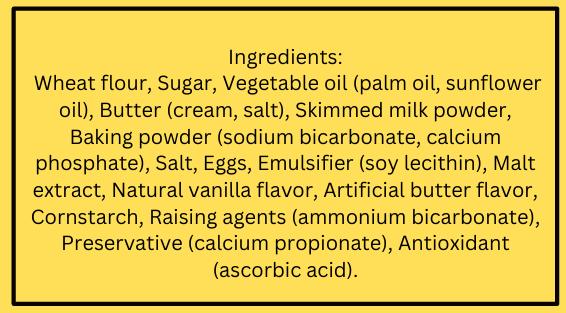 Ingredients:
Wheat flour, Sugar, Vegetable oil (palm oil, sunflower
oil), Butter (cream, salt), Skimmed milk powder,
Baking powder (sodium bicarbonate, calcium
phosphate), Salt, Eggs, Emulsifier (soy lecithin), Malt
extract, Natural vanilla flavor, Artificial butter flavor,
Cornstarch, Raising agents (ammonium bicarbonate),
Preservative (calcium propionate), Antioxidant
(ascorbic acid).